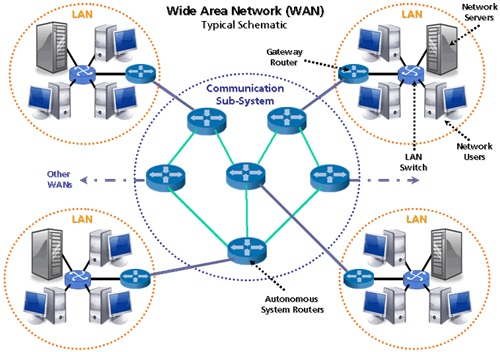 Wide Area Network (WAN)
Typical Schematic
LAN
LAN
Network
Servers
Gateway
Router
Communication
Sub-System
LAN
Switch
Network
Users
Other
WANs
LAN
LAN
Autonomous
System Routers